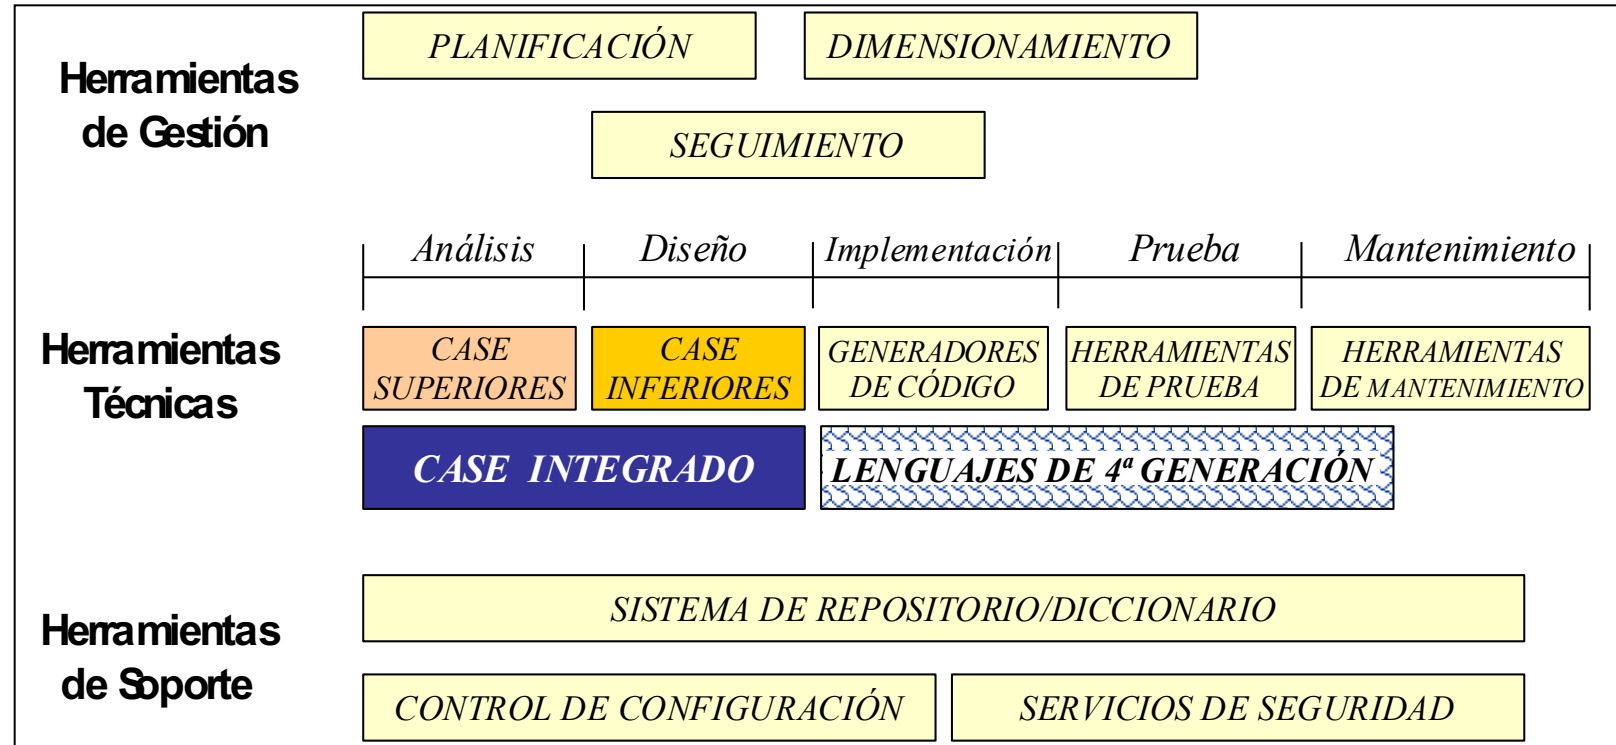 Herramientas
de Gestión
PLANIFICACIÓN
DIMENSIONAMIENTO
SEGUIMIENTO
Análisis
Diseño
Implementación
Prueba
Mantenimiento
Herramientas
Técnicas
CASE
SUPERIORES
CASE
INFERIORES
GENERADORES
DE CÓDIGO
HERRAMIENTAS
DE PRUEBA
HERRAMIENTAS
DE MANTENIMIENTO
CASE INTEGRADO
LENGUAJES DE 4ª GENERACIÓN
Herramientas
de Soporte
SISTEMA DE REPOSITORIO/DICCIONARIO
CONTROL DE CONFIGURACIÓN
SERVICIOS DE SEGURIDAD